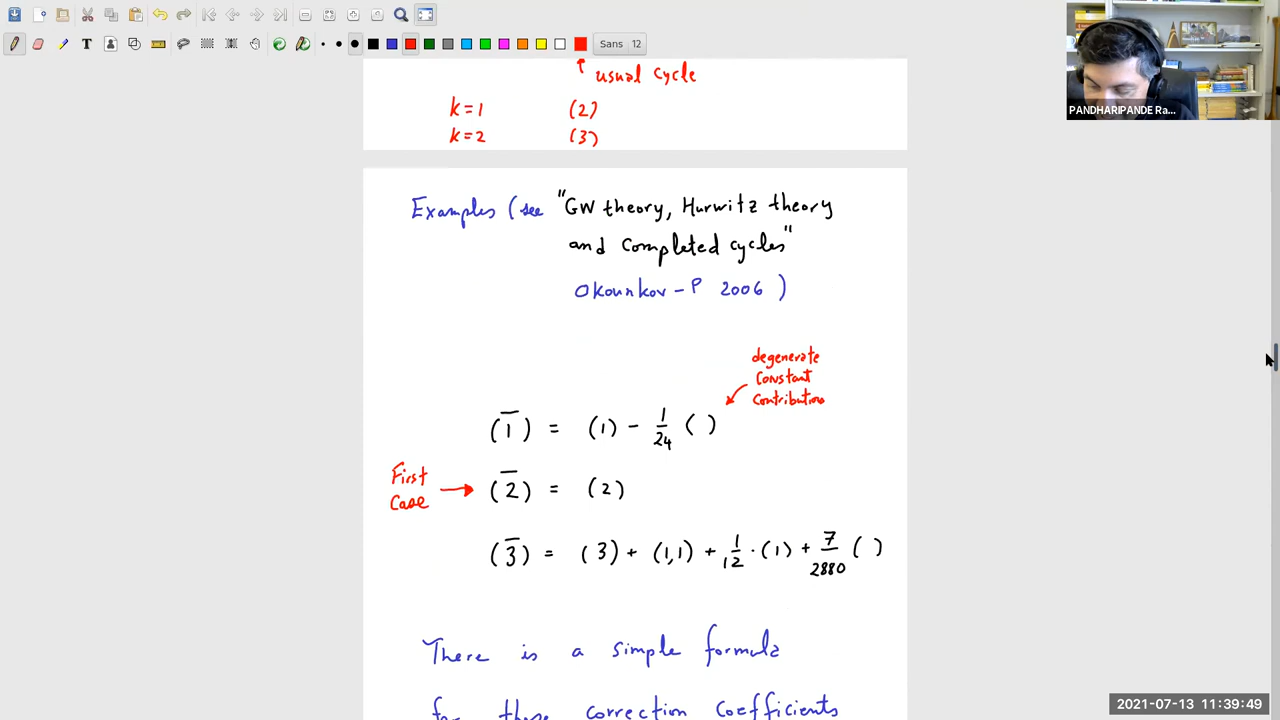 Sans 12
usual cycle
k=1 (2)
k=2 (3)
PANDHARIPANDE Ra...
Examples (see "GW theory, Hurwitz theory
and Completed cycles"
Okounkov - P 2006 )
degenerate
Constant
Contributions
(1̅) = (1) - 1/24 ( )
First
Case → (2̅) = (2)
(3̅) = (3) + (1,1) + 1/12 · (1) + 7/2880 ( )
There is a simple formula
for these correction coefficients
2021-07-13 11:39:49